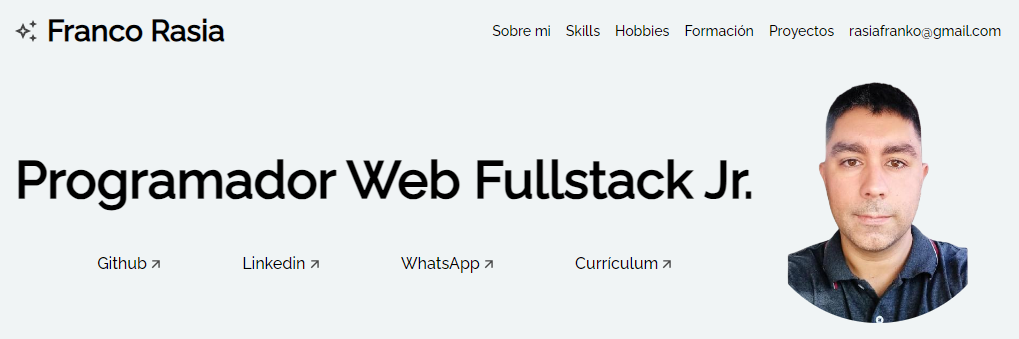 Franco Rasia
Sobre mi Skills Hobbies Formación Proyectos rasiafranko@gmail.com
Programador Web Fullstack Jr.
Github Linkedin WhatsApp Currículum